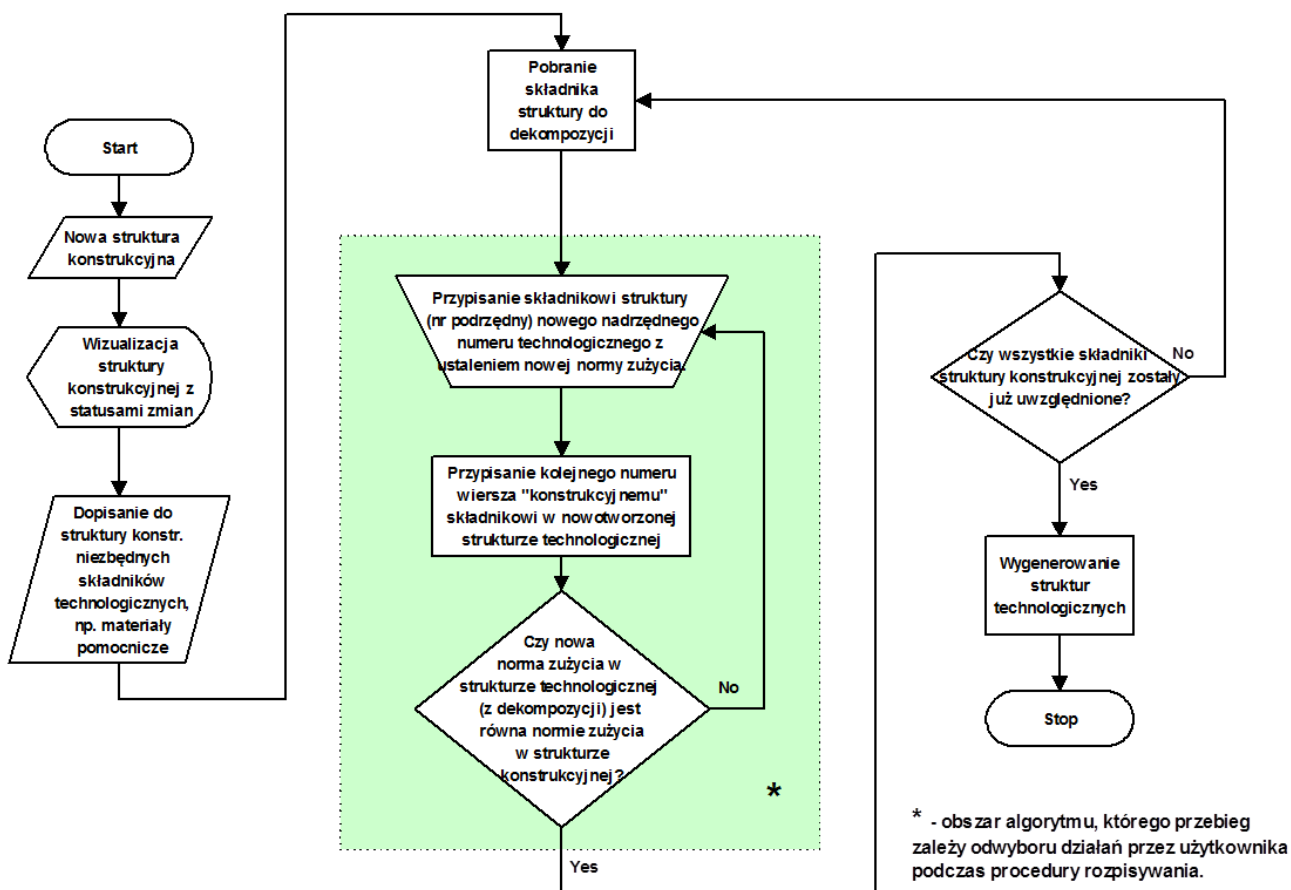 Start
Nowa struktura
konstrukcyjna
Wizualizacja
struktury
konstrukcyjnej z
statusami zmian
Dopisanie do
struktury konstr.
niezbędnych
składników
technologicznych,
np. materiały
pomocnicze
Pobranie
składnika
struktury do
dekompozycji
Przypisanie składnikowi struktury
(nr podrzędny) nowego nadrzędnego
numeru technologicznego z
ustaleniem nowej normy zużycia.
Przypisanie kolejnego numeru
wiersza "konstrukcyjnemu"
składnikowi w nowotworzonej
strukturze technologicznej
Czy nowa
norma zużycia w
strukturze technologicznej
(z dekompozycji) jest
równa normie zużycia
w strukturze
konstrukcyjnej?
No
Yes
*
Czy wszystkie składniki
struktury konstrukcyjnej zostały
już uwzględnione?
No
Yes
Wygenerowanie
struktur
technologicznych
Stop
* - obszar algorytmu, którego przebieg
zależy odwyboru działań przez użytkownika
podczas procedury rozpisywania.